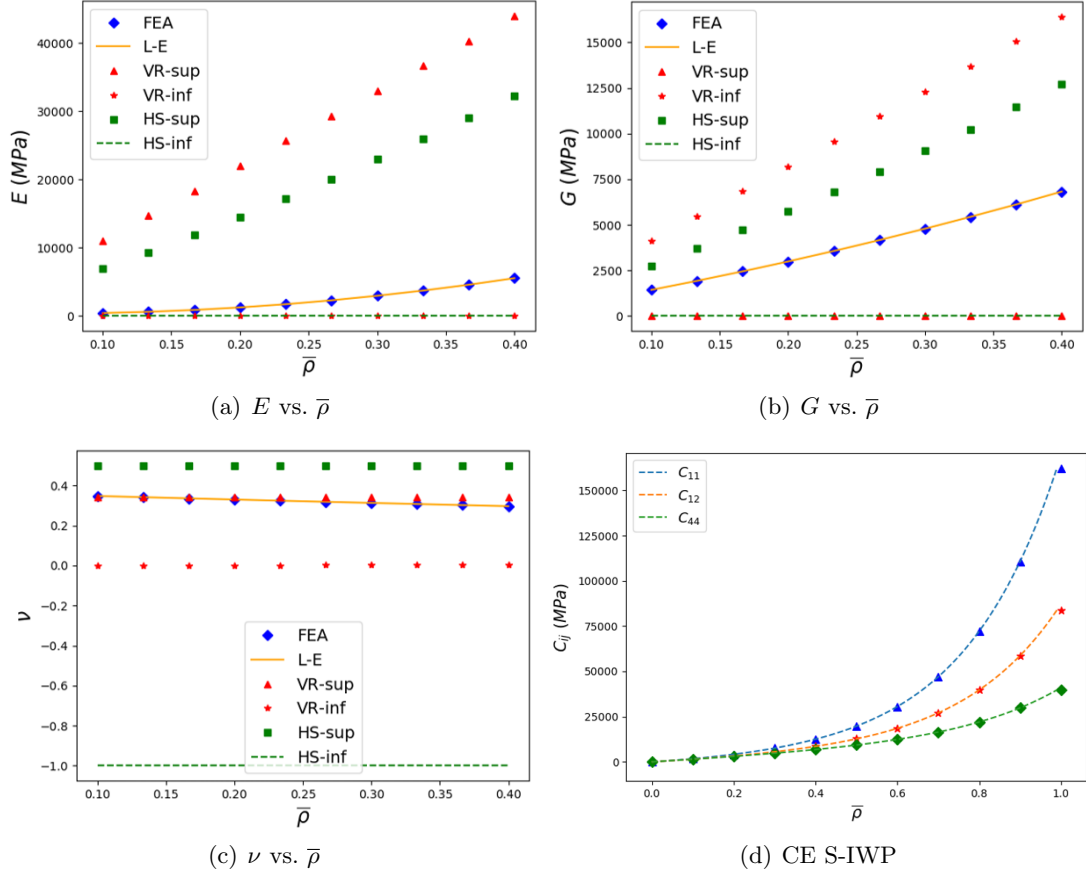 FEA
L-E
VR-sup
VR-inf
HS-sup
HS-inf
E (MPa)
40000
30000
20000
10000
0
0.10 0.15 0.20 0.25 0.30 0.35 0.40
ρ̅
(a) E vs. ρ̅
FEA
L-E
VR-sup
VR-inf
HS-sup
HS-inf
G (MPa)
15000
12500
10000
7500
5000
2500
0
0.10 0.15 0.20 0.25 0.30 0.35 0.40
ρ̅
(b) G vs. ρ̅
ν
0.4
0.2
0.0
−0.2
−0.4
−0.6
−0.8
−1.0
FEA
L-E
VR-sup
VR-inf
HS-sup
HS-inf
0.10 0.15 0.20 0.25 0.30 0.35 0.40
ρ̅
(c) ν vs. ρ̅
C₁₁
C₁₂
C₄₄
Cᵢⱼ (MPa)
150000
125000
100000
75000
50000
25000
0
0.0 0.2 0.4 0.6 0.8 1.0
ρ̅
(d) CE S-IWP